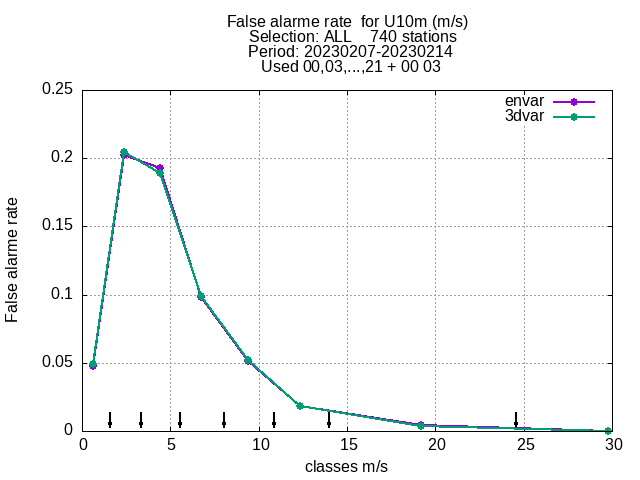 False alarme rate  for U10m (m/s)
Selection: ALL    740 stations
Period: 20230207-20230214
Used 00,03,...,21 + 00 03
envar
3dvar
0.25
0.2
0.15
0.1
0.05
0
False alarme rate
0 5 10 15 20 25 30
classes m/s